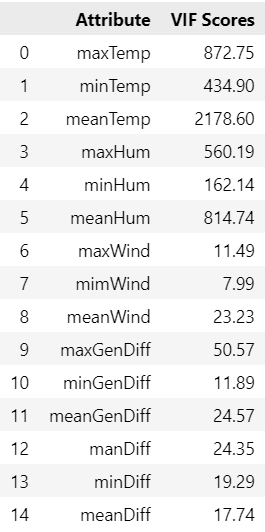 Attribute VIF Scores
0 maxTemp 872.75
1 minTemp 434.90
2 meanTemp 2178.60
3 maxHum 560.19
4 minHum 162.14
5 meanHum 814.74
6 maxWind 11.49
7 mimWind 7.99
8 meanWind 23.23
9 maxGenDiff 50.57
10 minGenDiff 11.89
11 meanGenDiff 24.57
12 manDiff 24.35
13 minDiff 19.29
14 meanDiff 17.74